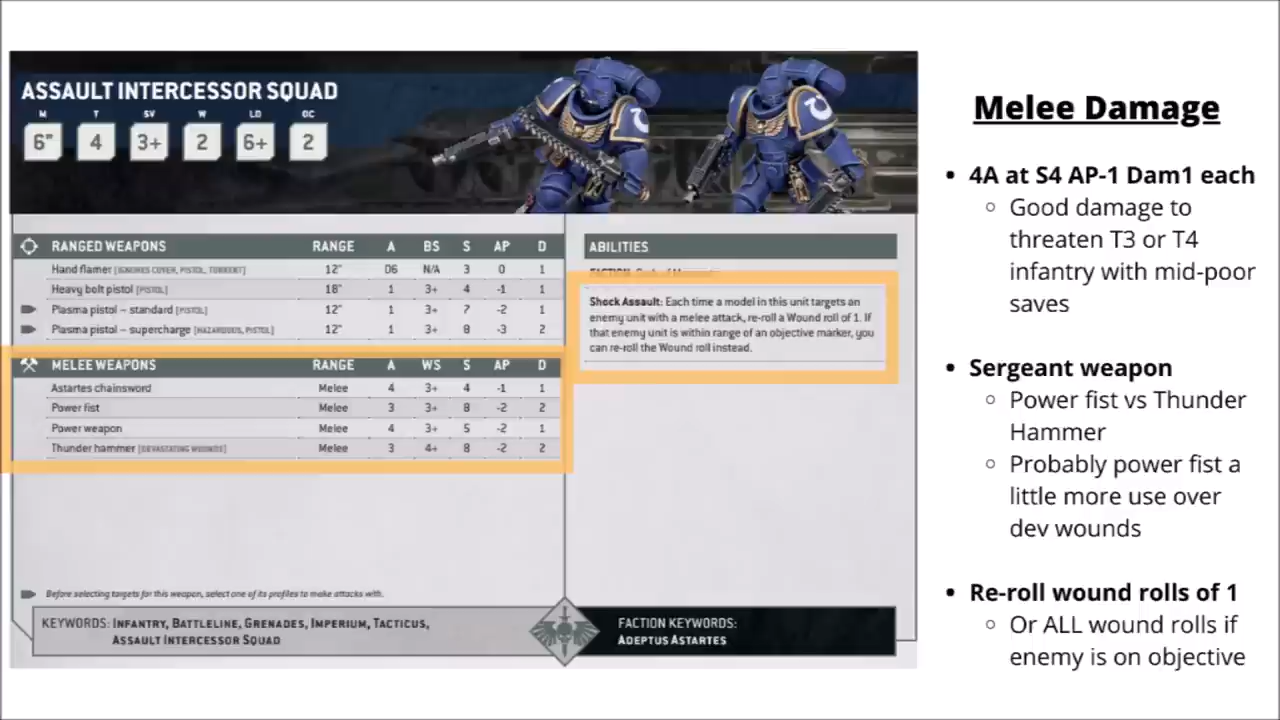 ASSAULT INTERCESSOR SQUAD
M T SV W LD OC
6" 4 3+ 2 6+ 2
RANGED WEAPONS RANGE A BS S AP D
Hand flamer [IGNORES COVER, PISTOL, TORRENT] 12" D6 N/A 3 0 1
Heavy bolt pistol [PISTOL] 18" 1 3+ 4 -1 1
Plasma pistol – standard [PISTOL] 12" 1 3+ 7 -2 1
Plasma pistol – supercharge [HAZARDOUS, PISTOL] 12" 1 3+ 8 -3 2
MELEE WEAPONS RANGE A WS S AP D
Astartes chainsword Melee 4 3+ 4 -1 1
Power fist Melee 3 3+ 8 -2 2
Power weapon Melee 4 3+ 5 -2 1
Thunder hammer [DEVASTATING WOUNDS] Melee 3 4+ 8 -2 2
Before selecting targets for this weapon, select one of its profiles to make attacks with.
KEYWORDS: INFANTRY, BATTLELINE, GRENADES, IMPERIUM, TACTICUS,
ASSAULT INTERCESSOR SQUAD
ABILITIES
FACTION:
Shock Assault: Each time a model in this unit targets an
enemy unit with a melee attack, re-roll a Wound roll of 1. If
that enemy unit is within range of an objective marker, you
can re-roll the Wound roll instead.
FACTION KEYWORDS:
ADEPTUS ASTARTES
Melee Damage
• 4A at S4 AP-1 Dam1 each
○ Good damage to
threaten T3 or T4
infantry with mid-poor
saves
• Sergeant weapon
○ Power fist vs Thunder
Hammer
○ Probably power fist a
little more use over
dev wounds
• Re-roll wound rolls of 1
○ Or ALL wound rolls if
enemy is on objective